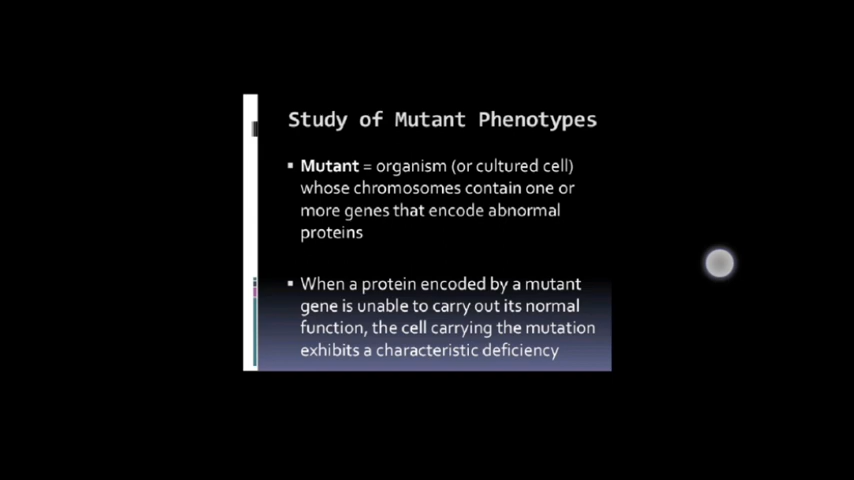 Study of Mutant Phenotypes
▪ Mutant = organism (or cultured cell)
whose chromosomes contain one or
more genes that encode abnormal
proteins
▪ When a protein encoded by a mutant
gene is unable to carry out its normal
function, the cell carrying the mutation
exhibits a characteristic deficiency